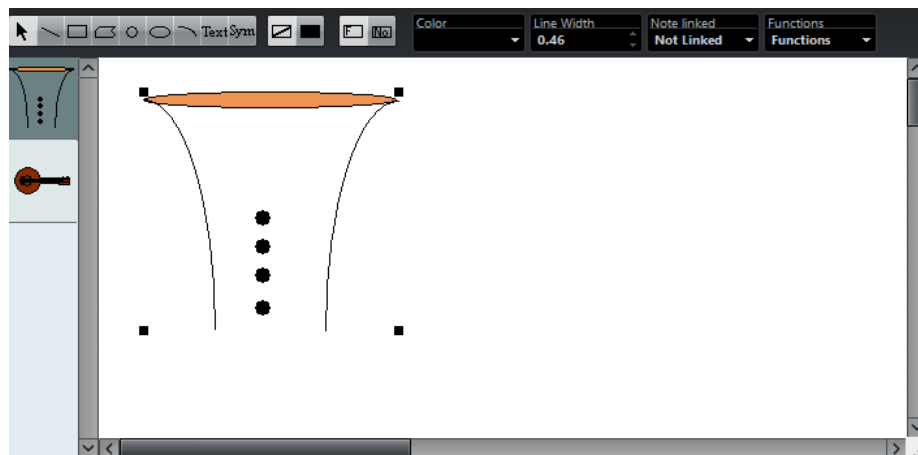 Text Sym F No
Color Line Width Note linked Functions
0.46 Not Linked Functions